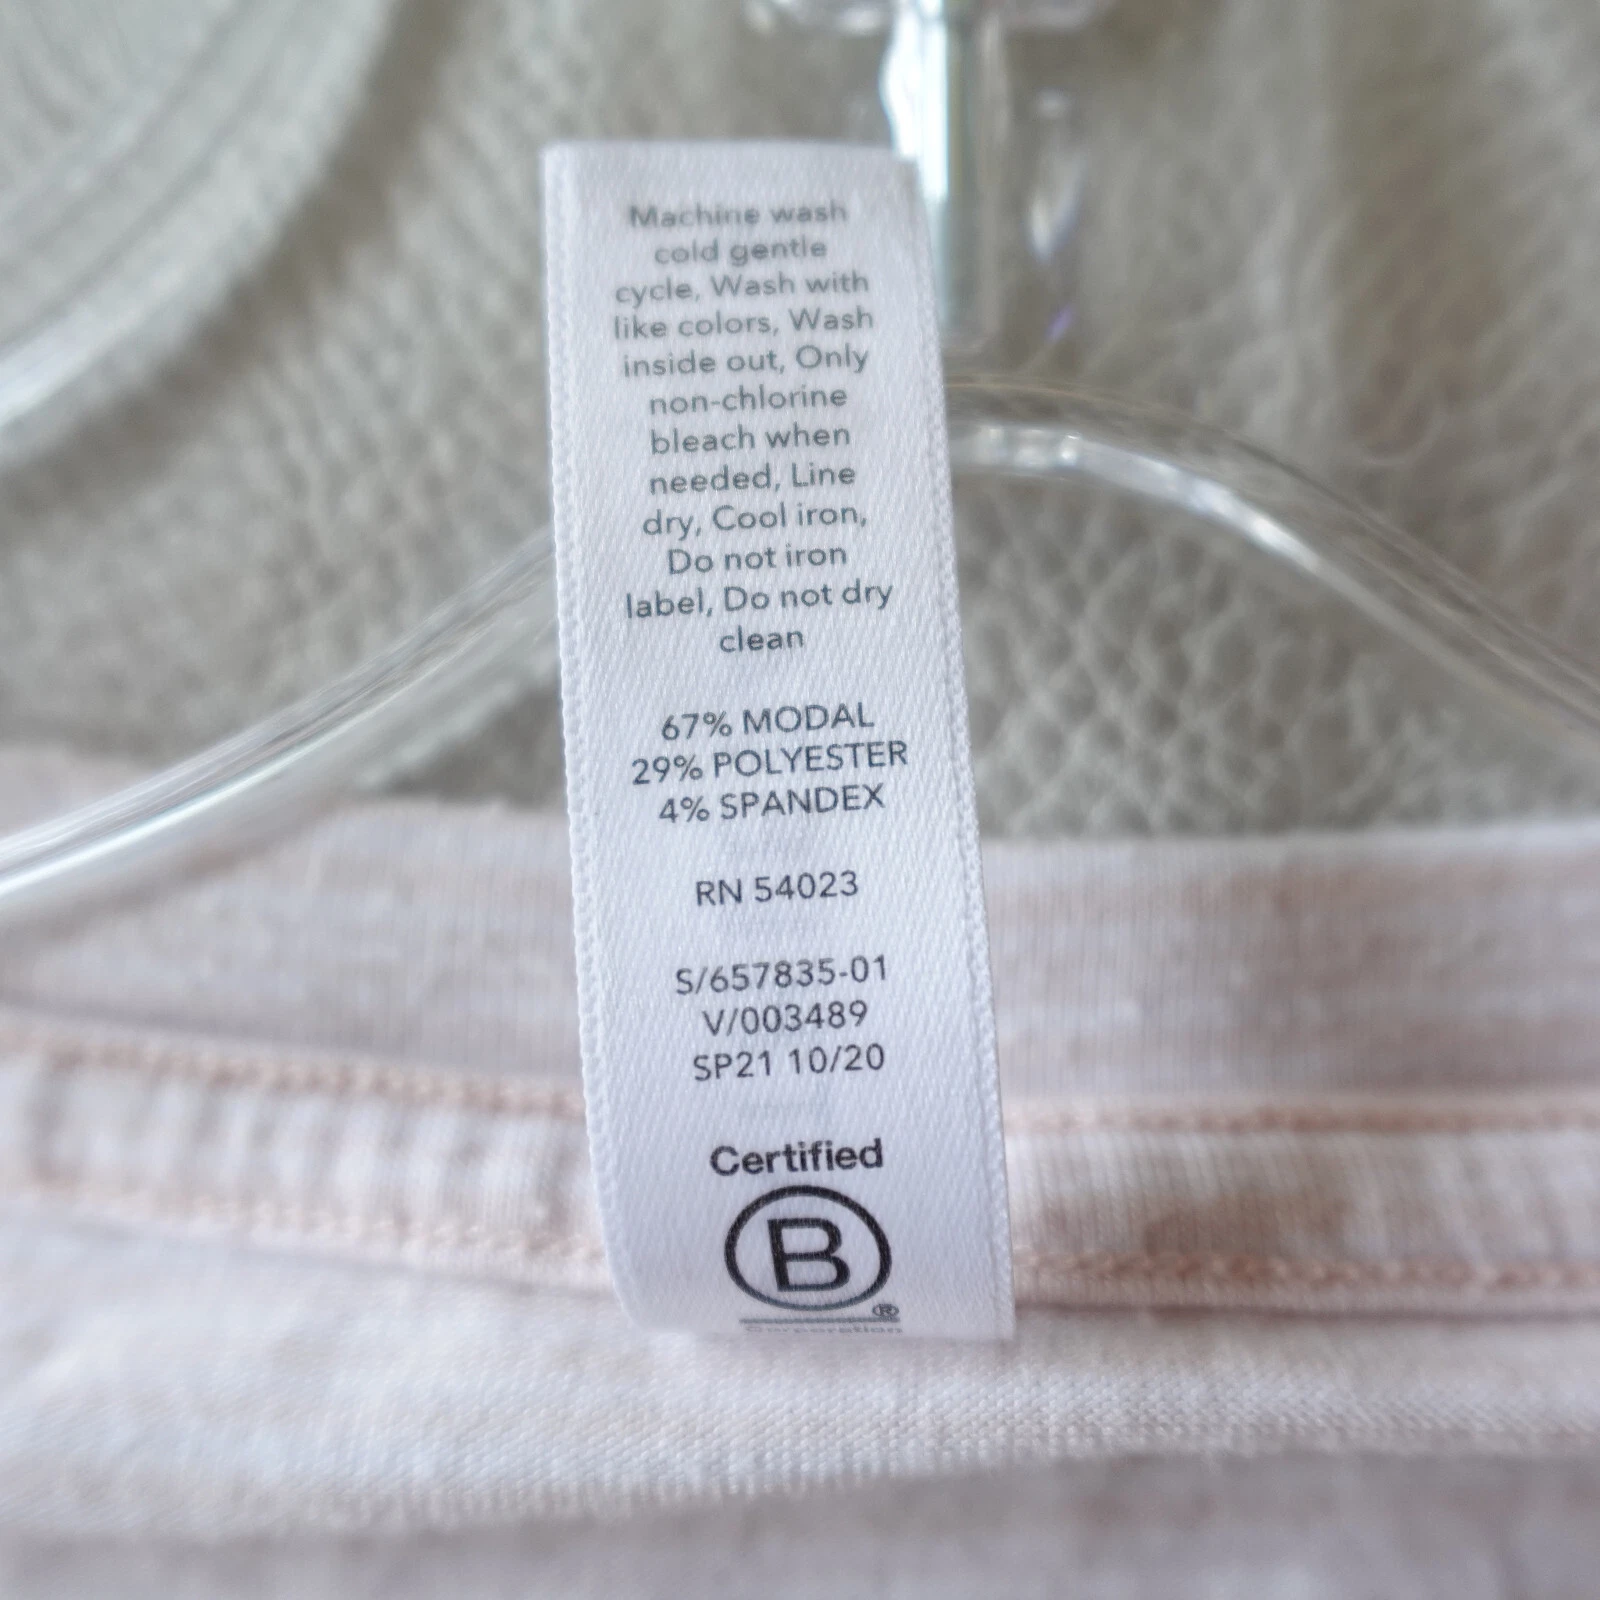 Machine wash
cold gentle
cycle, Wash with
like colors, Wash
inside out, Only
non-chlorine
bleach when
needed, Line
dry, Cool iron,
Do not iron
label, Do not dry
clean
67% MODAL
29% POLYESTER
4% SPANDEX
RN 54023
S/657835-01
V/003489
SP21 10/20
Certified
B
®
Corporation